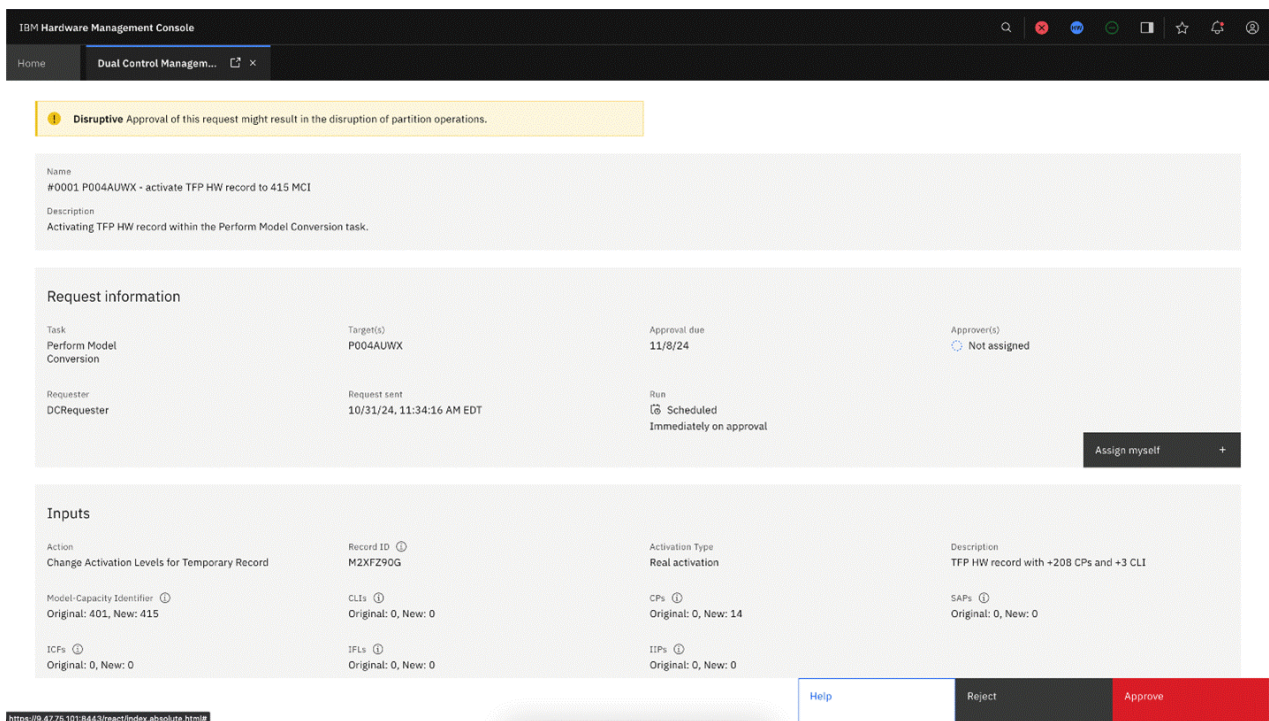 IBM Hardware Management Console
HW
Home
Dual Control Managem...
Disruptive Approval of this request might result in the disruption of partition operations.
Name
#0001 P004AUWX - activate TFP HW record to 415 MCI
Description
Activating TFP HW record within the Perform Model Conversion task.
Request information
Task
Perform Model
Conversion
Target(s)
P004AUWX
Approval due
11/8/24
Approver(s)
Not assigned
Requester
DCRequester
Request sent
10/31/24, 11:34:16 AM EDT
Run
Scheduled
Immediately on approval
Assign myself +
Inputs
Action
Change Activation Levels for Temporary Record
Record ID
M2XFZ90G
Activation Type
Real activation
Description
TFP HW record with +208 CPs and +3 CLI
Model-Capacity Identifier
Original: 401, New: 415
CLIs
Original: 0, New: 0
CPs
Original: 0, New: 14
SAPs
Original: 0, New: 0
ICFs
Original: 0, New: 0
IFLs
Original: 0, New: 0
IIPs
Original: 0, New: 0
Help
Reject
Approve
https://9.47.75.101:8443/react/index.absolute.html#